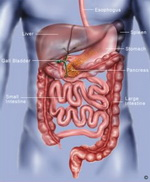 Esophagus
Liver
Spleen
Stomach
Gall Bladder
Pancreas
Small
intestine
Large
intestine